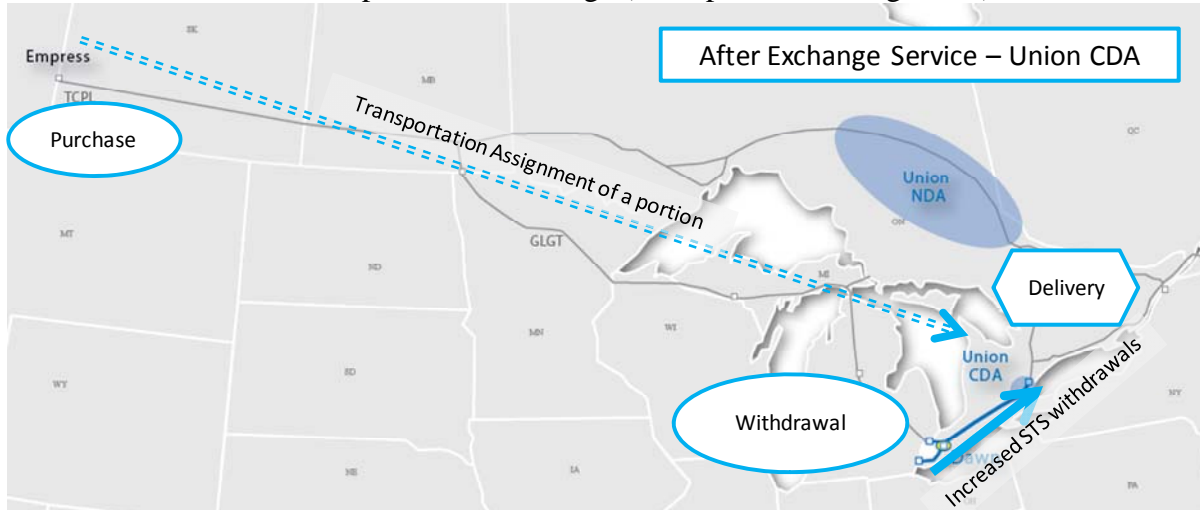 After Exchange Service – Union CDA
SK
Empress
MB
TCPL
Purchase
Transportation Assignment of a portion
QC
Union
NDA
ON
MT
GLGT
ND
MI
Delivery
MN
WI
Union
CDA
SD
WY
NY
Withdrawal
Increased STS withdrawals
NE
IA
PA